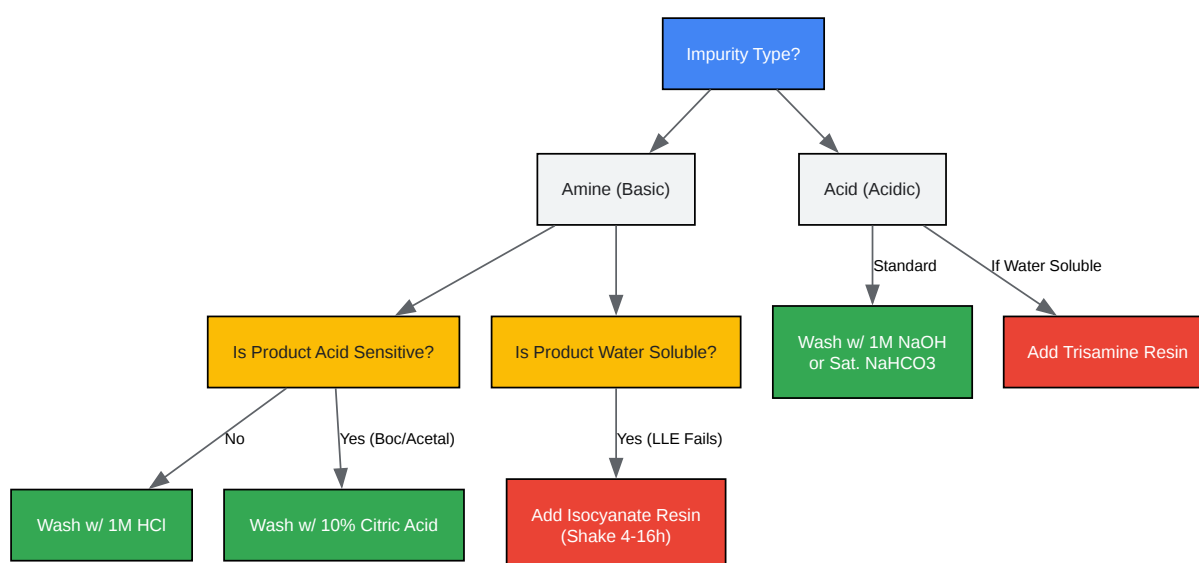 Impurity Type?
Amine (Basic)
Acid (Acidic)
Standard
If Water Soluble
Is Product Acid Sensitive?
Is Product Water Soluble?
Wash w/ 1M NaOH
or Sat. NaHCO3
Add Trisamine Resin
No
Yes (Boc/Acetal)
Yes (LLE Fails)
Wash w/ 1M HCl
Wash w/ 10% Citric Acid
Add Isocyanate Resin
(Shake 4-16h)